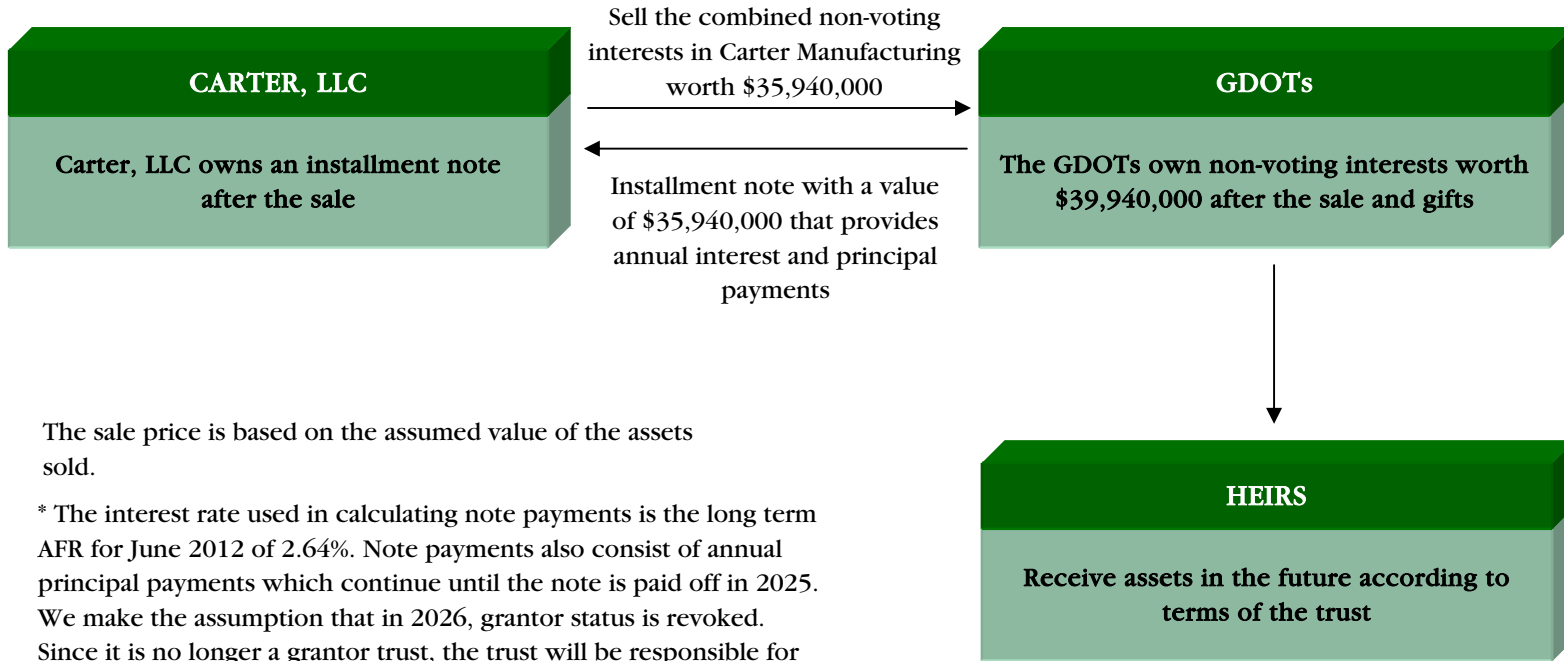 Sell the combined non-voting
interests in Carter Manufacturing
worth $35,940,000
CARTER, LLC
Carter, LLC owns an installment note
after the sale
Installment note with a value
of $35,940,000 that provides
annual interest and principal
payments
GDOTs
The GDOTs own non-voting interests worth
$39,940,000 after the sale and gifts
The sale price is based on the assumed value of the assets
sold.
* The interest rate used in calculating note payments is the long term
AFR for June 2012 of 2.64%. Note payments also consist of annual
principal payments which continue until the note is paid off in 2025.
We make the assumption that in 2026, grantor status is revoked.
Since it is no longer a grantor trust, the trust will be responsible for
HEIRS
Receive assets in the future according to
terms of the trust